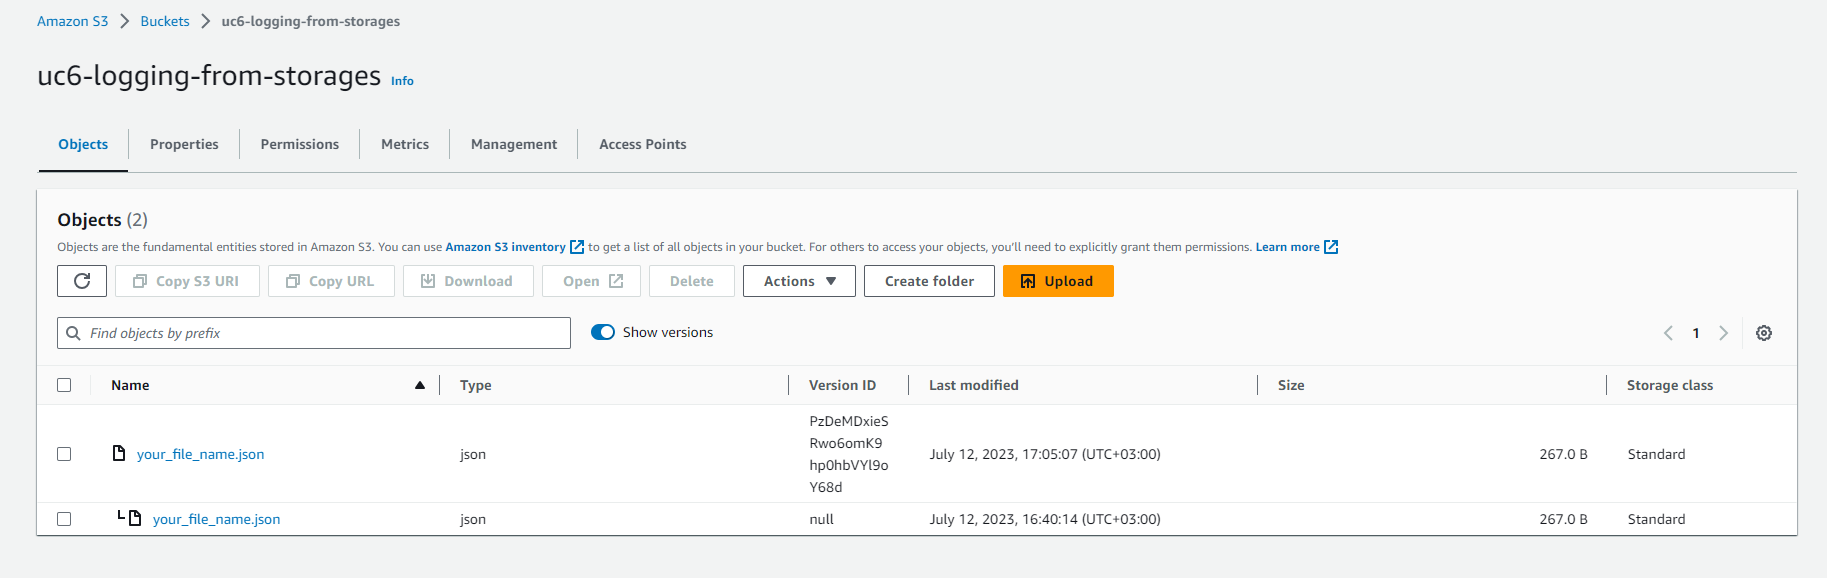 Amazon S3 > Buckets > uc6-logging-from-storages
uc6-logging-from-storages Info
Objects Properties Permissions Metrics Management Access Points
Objects (2)
Objects are the fundamental entities stored in Amazon S3. You can use Amazon S3 inventory to get a list of all objects in your bucket. For others to access your objects, you'll need to explicitly grant them permissions. Learn more
Copy S3 URI Copy URL Download Open Delete Actions Create folder Upload
Find objects by prefix Show versions 1
Name Type Version ID Last modified Size Storage class
your_file_name.json json PzDeMDxieS
Rwo6omK9
hp0hbVYl9o
Y68d July 12, 2023, 17:05:07 (UTC+03:00) 267.0 B Standard
your_file_name.json json null July 12, 2023, 16:40:14 (UTC+03:00) 267.0 B Standard